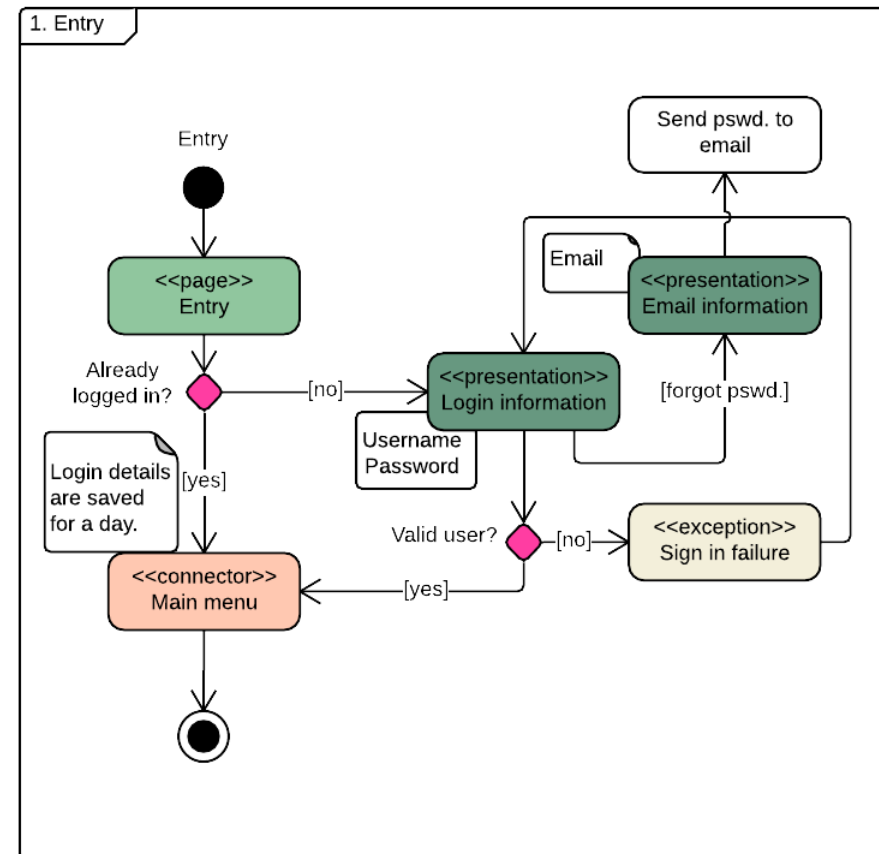 1. Entry
Entry
Send pswd. to
email
<<page>>
Entry
Email
<<presentation>>
Email information
Already
logged in?
[no]
<<presentation>>
Login information
[forgot pswd.]
Username
Password
Login details
are saved
for a day.
[yes]
Valid user?
[no]
<<exception>>
Sign in failure
<<connector>>
Main menu
[yes]